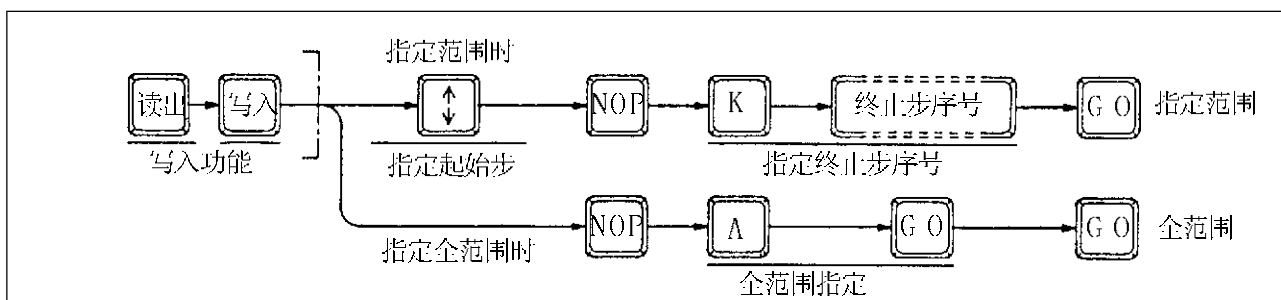 指定范围时
读出 写入 ↕ NOP K 终止步序号 GO 指定范围
写入功能 指定起始步 指定终止步序号
NOP A GO GO 全范围
指定全范围时
全范围指定